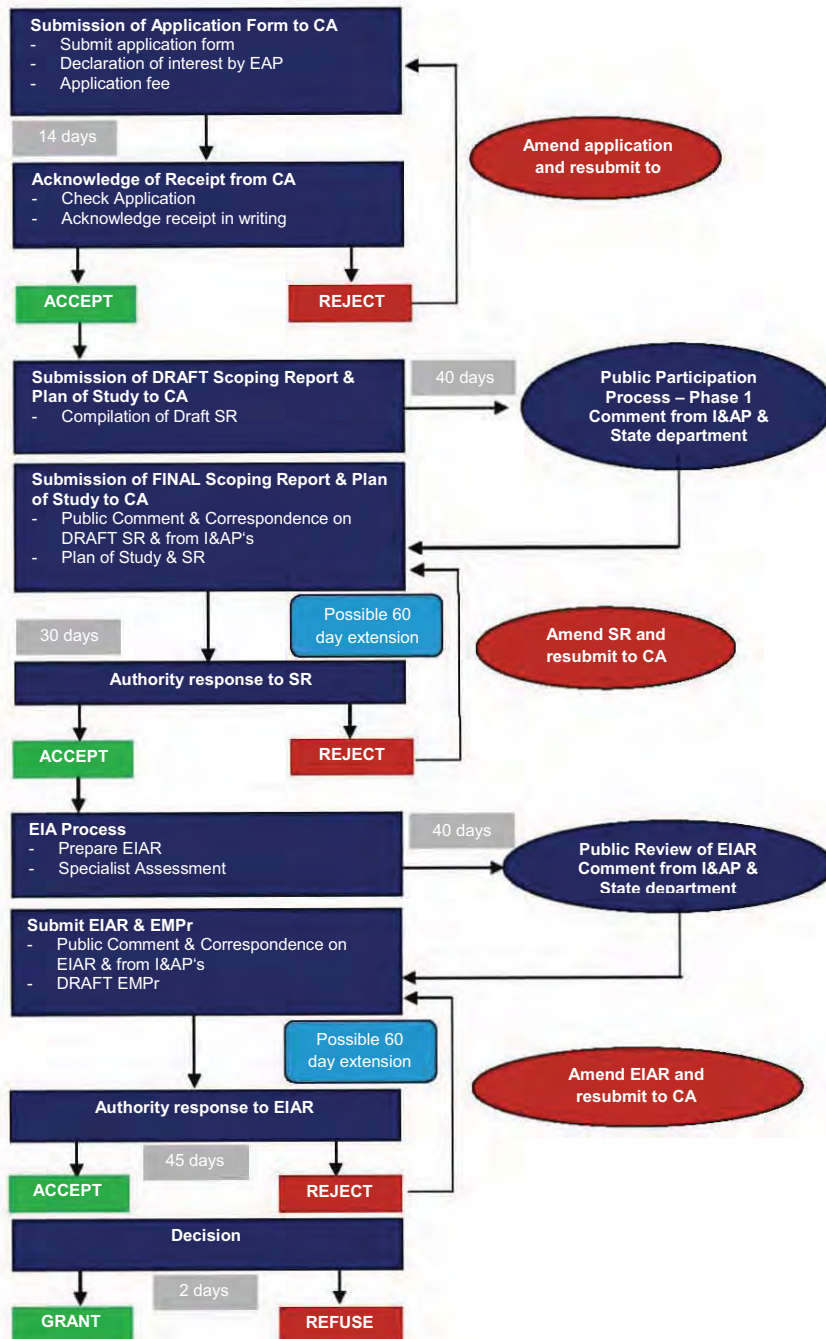 Submission of Application Form to CA
- Submit application form
- Declaration of interest by EAP
- Application fee
14 days
Amend application
and resubmit to
Acknowledge of Receipt from CA
- Check Application
- Acknowledge receipt in writing
ACCEPT
REJECT
Submission of DRAFT Scoping Report &
Plan of Study to CA
- Compilation of Draft SR
40 days
Public Participation
Process – Phase 1
Comment from I&AP &
State department
Submission of FINAL Scoping Report & Plan
of Study to CA
- Public Comment & Correspondence on
DRAFT SR & from I&AP's
- Plan of Study & SR
30 days
Possible 60
day extension
Amend SR and
resubmit to CA
Authority response to SR
ACCEPT
REJECT
EIA Process
- Prepare EIAR
- Specialist Assessment
40 days
Public Review of EIAR
Comment from I&AP &
State department
Submit EIAR & EMPr
- Public Comment & Correspondence on
EIAR & from I&AP's
- DRAFT EMPr
Possible 60
day extension
Amend EIAR and
resubmit to CA
Authority response to EIAR
45 days
ACCEPT
REJECT
Decision
2 days
GRANT
REFUSE